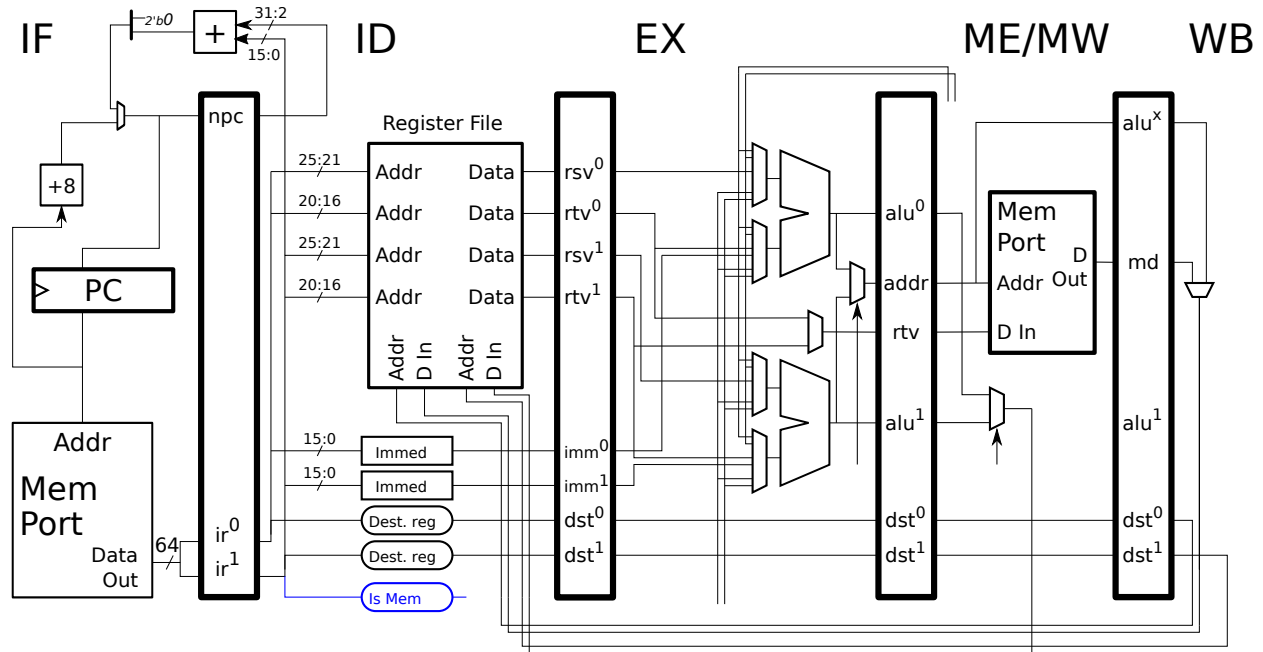 IF
ID
EX
ME/MW
WB
2'b0
+
31:2
15:0
npc
+8
PC
Addr
Mem
Port
Data
Out
64
ir⁰
ir¹
Register File
25:21
Addr
Data
20:16
Addr
Data
25:21
Addr
Data
20:16
Addr
Data
Addr
D In
Addr
D In
15:0
Immed
15:0
Immed
Dest. reg
Dest. reg
Is Mem
rsv⁰
rtv⁰
rsv¹
rtv¹
imm⁰
imm¹
dst⁰
dst¹
alu⁰
addr
rtv
alu¹
dst⁰
dst¹
Mem
Port
D
Addr Out
D In
aluˣ
md
alu¹
dst⁰
dst¹